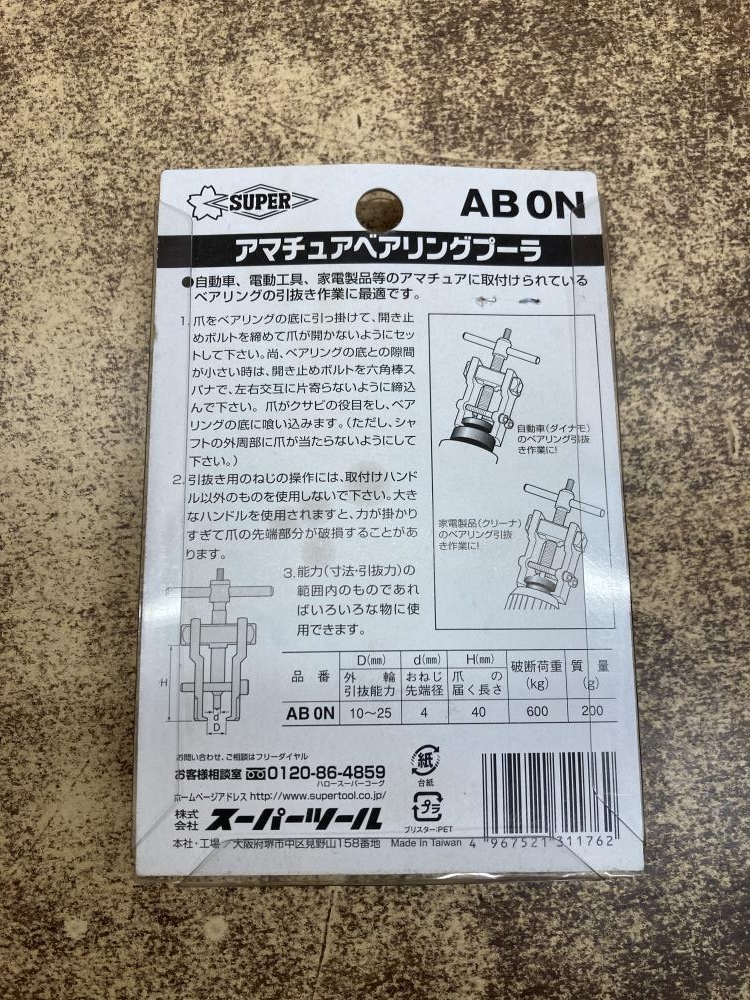 SUPER
AB 0N
アマチュアベアリングプーラ
●自動車、電動工具、家電製品等のアマチュアに取付けられている
ベアリングの引抜き作業に最適です。
1. 爪をベアリングの底に引っ掛けて、開き止
めボルトを締めて爪が開かないようにセッ
トして下さい。尚、ベアリングの底との隙間
が小さい時は、開き止めボルトを六角棒ス
パナで、左右交互に片寄らないように締込
んで下さい。爪がクサビの役目をし、ベア
リングの底に喰い込みます。(ただし、シャ
フトの外周部に爪が当たらないようにして
下さい。)
2. 引抜き用のねじの操作には、取付けハンド
ル以外のものを使用しないで下さい。大き
なハンドルを使用されますと、力が掛かり
すぎて爪の先端部分が破損することがあ
ります。
3. 能力(寸法・引抜力)の
範囲内のものであれ
ばいろいろな物に使
用できます。
自動車(ダイナモ)
のベアリング引抜
き作業に!
家電製品(クリーナ)
のベアリング引抜
き作業に!
H
d
D
品番 D(mm) 外輪引抜能力 d(mm) おねじ先端径 H(mm) 爪の届く長さ 破断荷重(kg) 質量(g)
AB 0N 10〜25 4 40 600 200
お問い合わせ、ご相談はフリーダイヤル
お客様相談室 0120-86-4859
ハロースーパーコーグ
ホームページアドレス http://www.supertool.co.jp/
株式会社 スーパーツール
本社・工場/大阪府堺市中区見野山158番地 Made in Taiwan
紙
台紙
プラ
ブリスター:PET
4 967521 311762